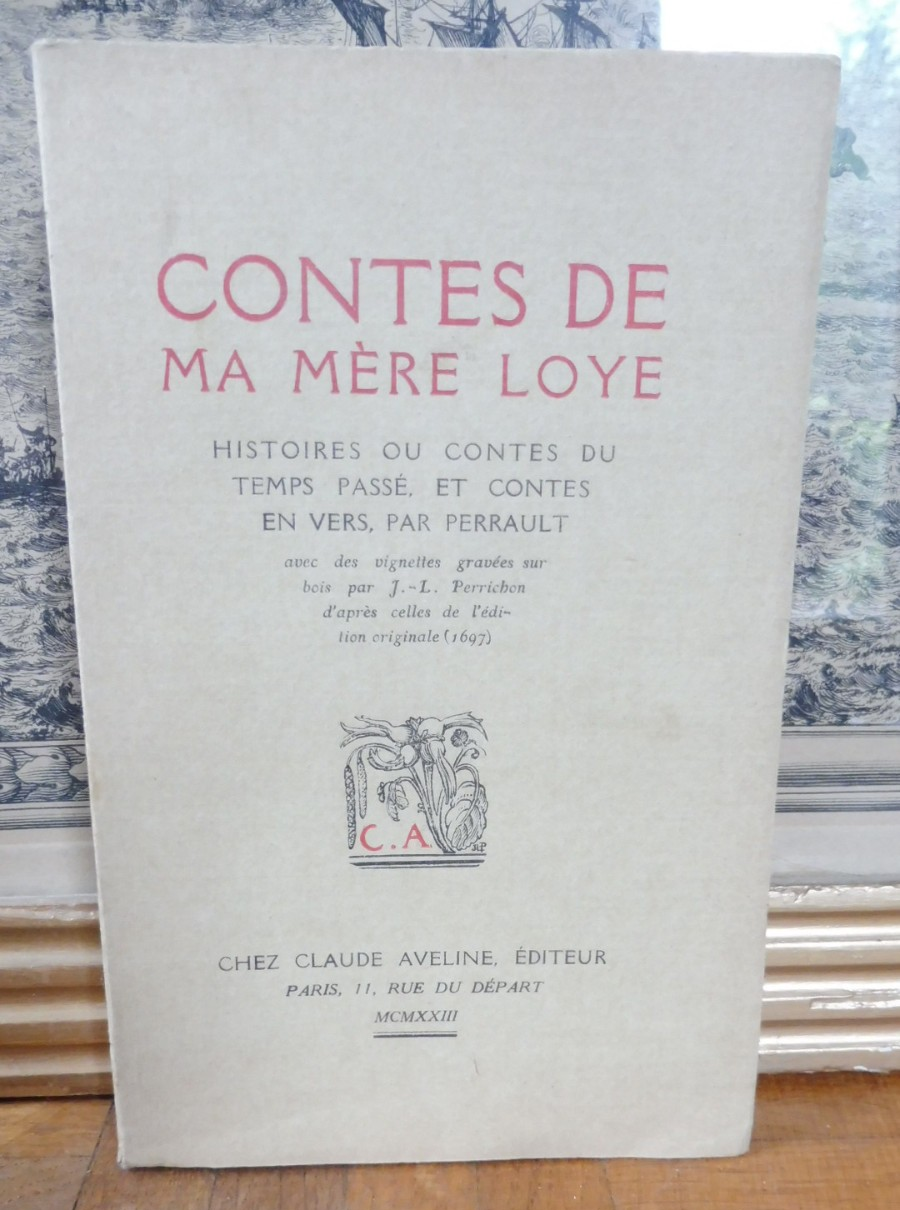 CONTES DE
MA MÈRE LOYE
HISTOIRES OU CONTES DU
TEMPS PASSÉ, ET CONTES
EN VERS, PAR PERRAULT
avec des vignettes gravées sur
bois par J.-L. Perrichon
d'après celles de l'édi-
tion originale (1697)
C. A.
CHEZ CLAUDE AVELINE, ÉDITEUR
PARIS, 11, RUE DU DÉPART
MCMXXIII